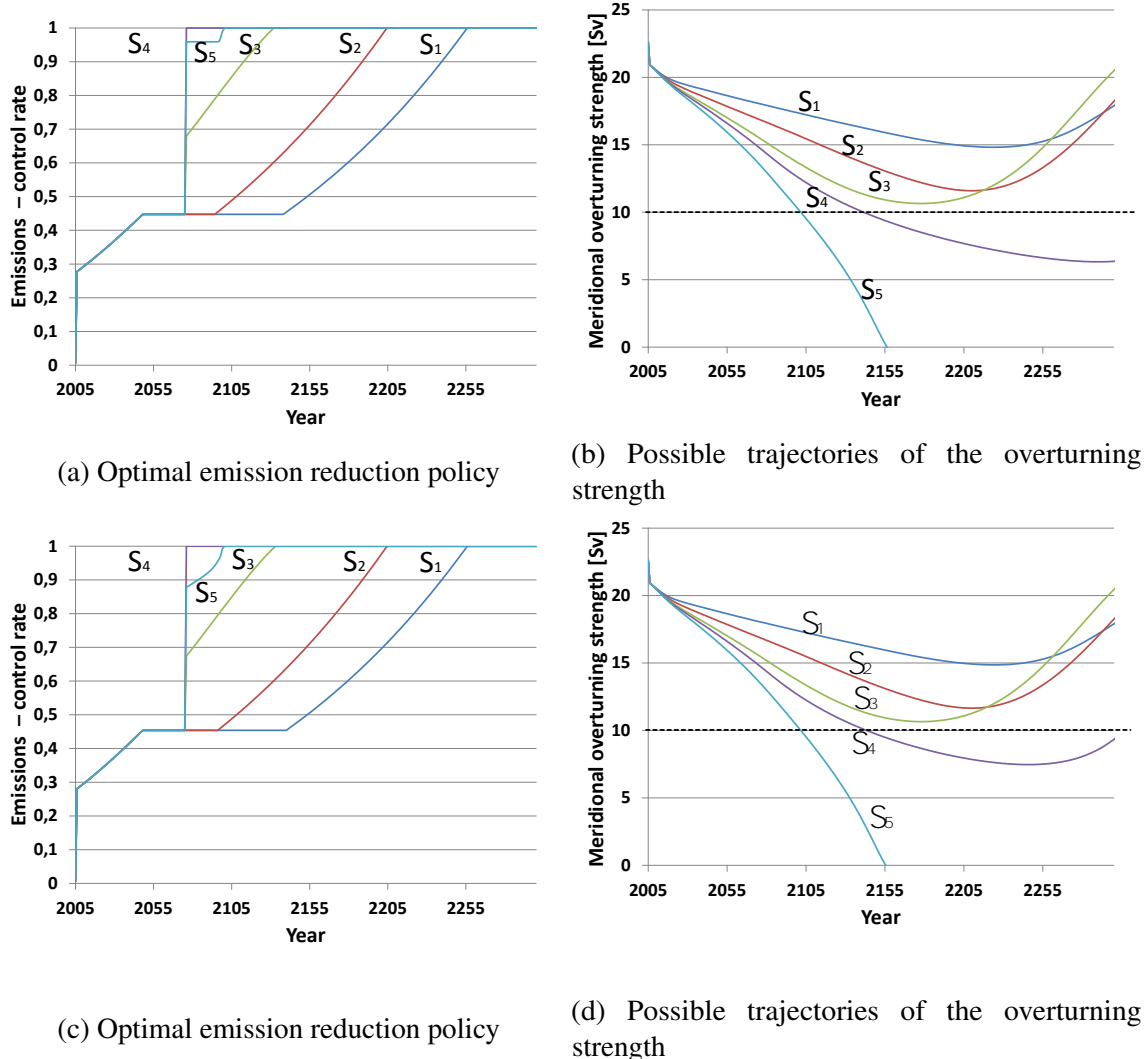 Emissions – control rate
1
0,9
0,8
0,7
0,6
0,5
0,4
0,3
0,2
0,1
0
S4
S5
S3
S2
S1
2005 2055 2105 2155 2205 2255
Year
(a) Optimal emission reduction policy
Meridional overturning strength [Sv]
25
20
15
10
5
0
S1
S2
S3
S4
S5
2005 2055 2105 2155 2205 2255
Year
(b) Possible trajectories of the overturning
strength
Emissions – control rate
1
0,9
0,8
0,7
0,6
0,5
0,4
0,3
0,2
0,1
0
S4
S5
S3
S2
S1
2005 2055 2105 2155 2205 2255
Year
(c) Optimal emission reduction policy
Meridional overturning strength [Sv]
25
20
15
10
5
0
S1
S2
S3
S4
S5
2005 2055 2105 2155 2205 2255
Year
(d) Possible trajectories of the overturning
strength